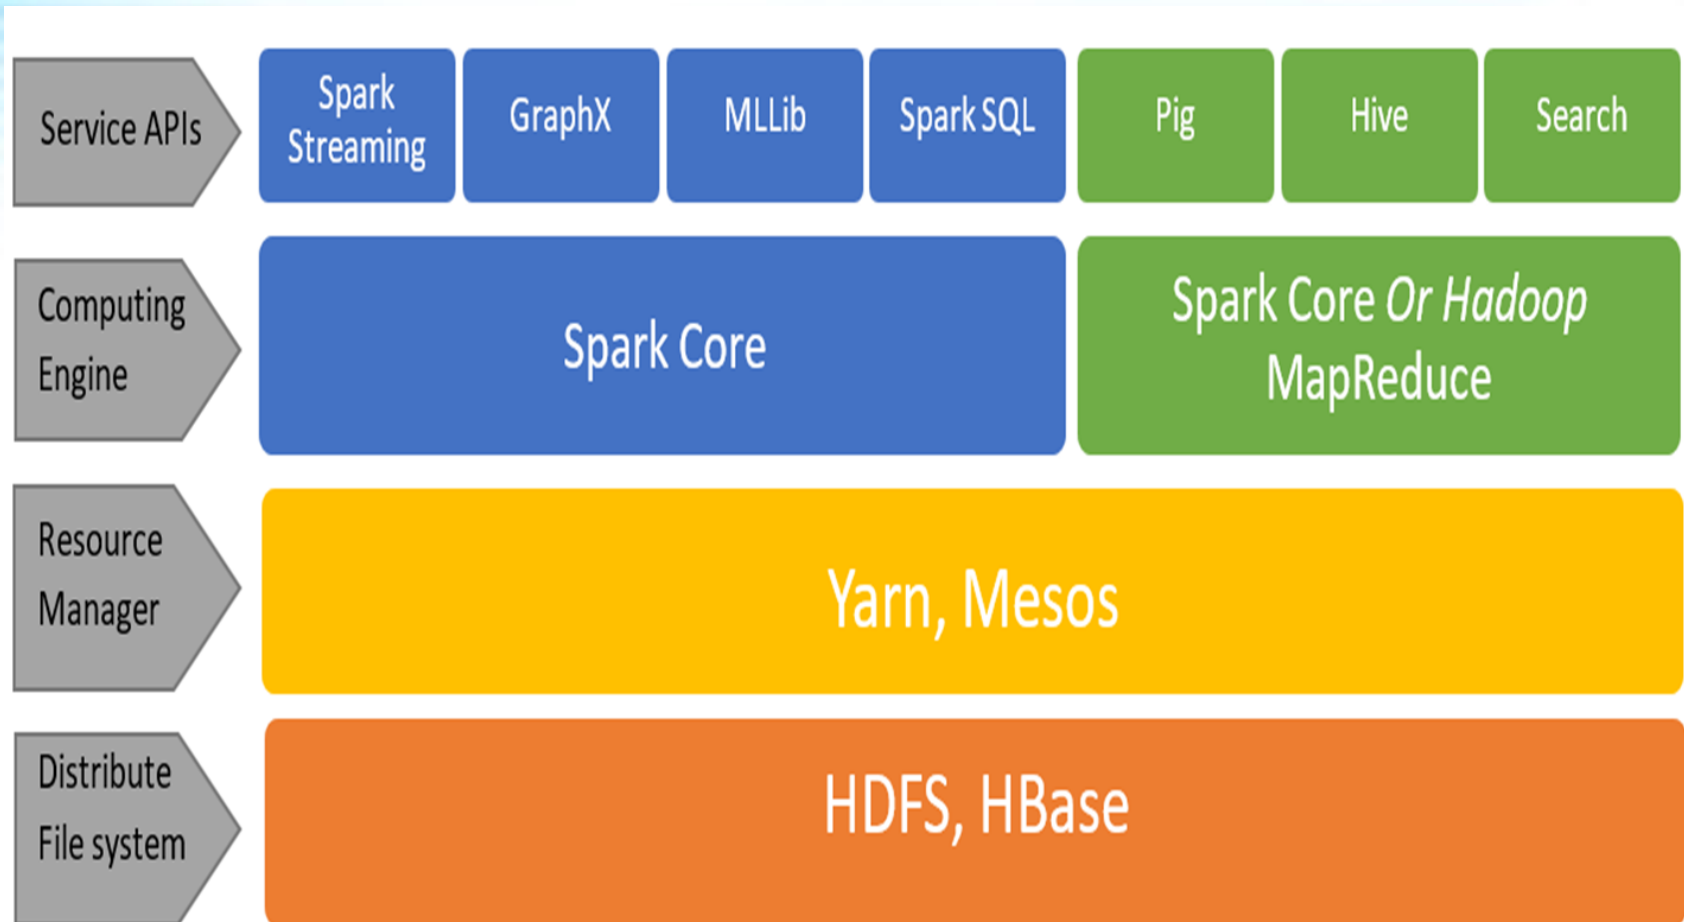 Service APIs
Spark
Streaming
GraphX
MLLib
Spark SQL
Pig
Hive
Search
Computing
Engine
Spark Core
Spark Core Or Hadoop
MapReduce
Resource
Manager
Yarn, Mesos
Distribute
File system
HDFS, HBase